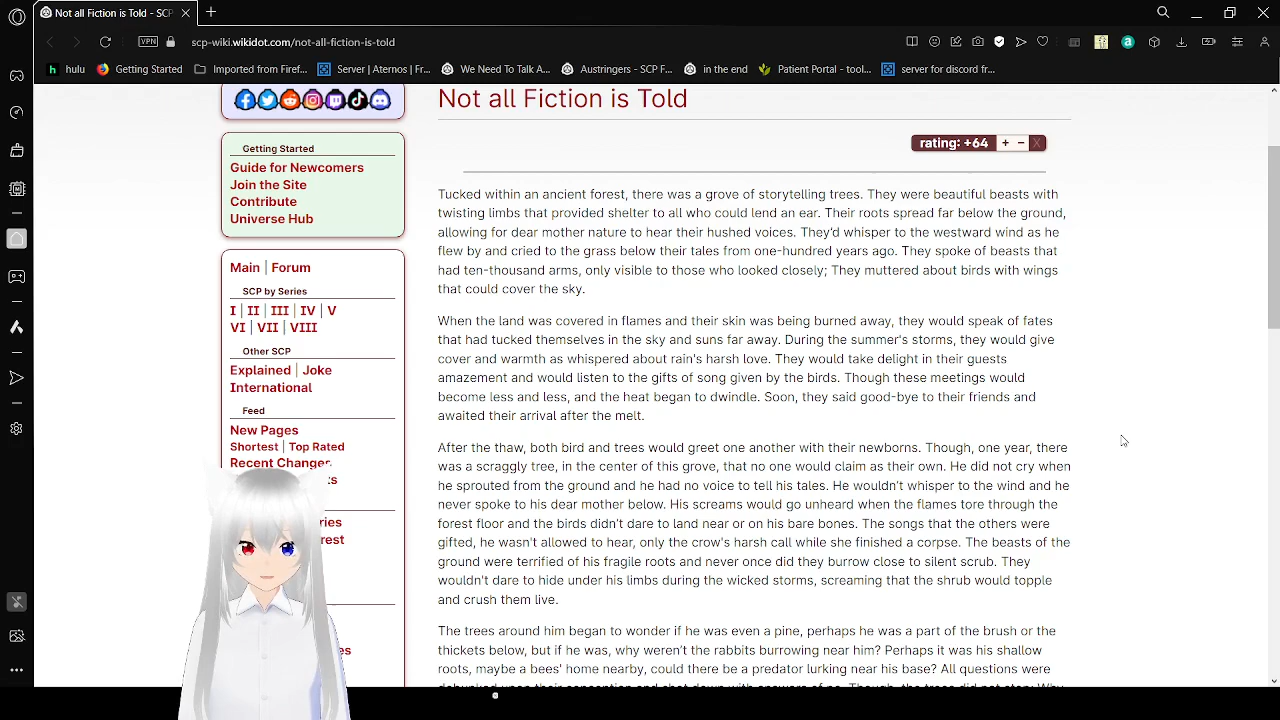 Not all Fiction is Told - SCP
scp-wiki.wikidot.com/not-all-fiction-is-told
VPN
hulu
Getting Started
Imported from Firef...
Server | Aternos | Fr...
We Need To Talk A...
Austringers - SCP F...
in the end
Patient Portal - tool...
server for discord fr...
Getting Started
Guide for Newcomers
Join the Site
Contribute
Universe Hub
Main | Forum
SCP by Series
I | II | III | IV | V
VI | VII | VIII
Other SCP
Explained | Joke
International
Feed
New Pages
Shortest | Top Rated
Recent Changes
Not all Fiction is Told
rating: +64 + − X
Tucked within an ancient forest, there was a grove of storytelling trees. They were beautiful beasts with
twisting limbs that provided shelter to all who could lend an ear. Their roots spread far below the ground,
allowing for dear mother nature to hear their hushed voices. They'd whisper to the westward wind as he
flew by and cried to the grass below their tales from one-hundred years ago. They spoke of beasts that
had ten-thousand arms, only visible to those who looked closely; They muttered about birds with wings
that could cover the sky.
When the land was covered in flames and their skin was being burned away, they would speak of fates
that had tucked themselves in the sky and suns far away. During the summer's storms, they would give
cover and warmth as whispered about rain's harsh love. They would take delight in their guests
amazement and would listen to the gifts of song given by the birds. Though these meetings would
become less and less, and the heat began to dwindle. Soon, they said good-bye to their friends and
awaited their arrival after the melt.
After the thaw, both bird and trees would greet one another with their newborns. Though, one year, there
was a scraggly tree, in the center of this grove, that no one would claim as their own. He did not cry when
he sprouted from the ground and he had no voice to tell his tales. He wouldn't whisper to the wind and he
never spoke to his dear mother below. His screams would go unheard when the flames tore through the
forest floor and the birds didn't dare to land near or on his bare bones. The songs that the others were
gifted, he wasn't allowed to hear, only the crow's harsh call while she finished a corpse. The beasts of the
ground were terrified of his fragile roots and never once did they burrow close to silent scrub. They
wouldn't dare to hide under his limbs during the wicked storms, screaming that the shrub would topple
and crush them live.
The trees around him began to wonder if he was even a pine, perhaps he was a part of the brush or the
thickets below, but if he was, why weren't the rabbits burrowing near him? Perhaps it was his shallow
roots, maybe a bees' home nearby, could there be a predator lurking near his base? All questions were